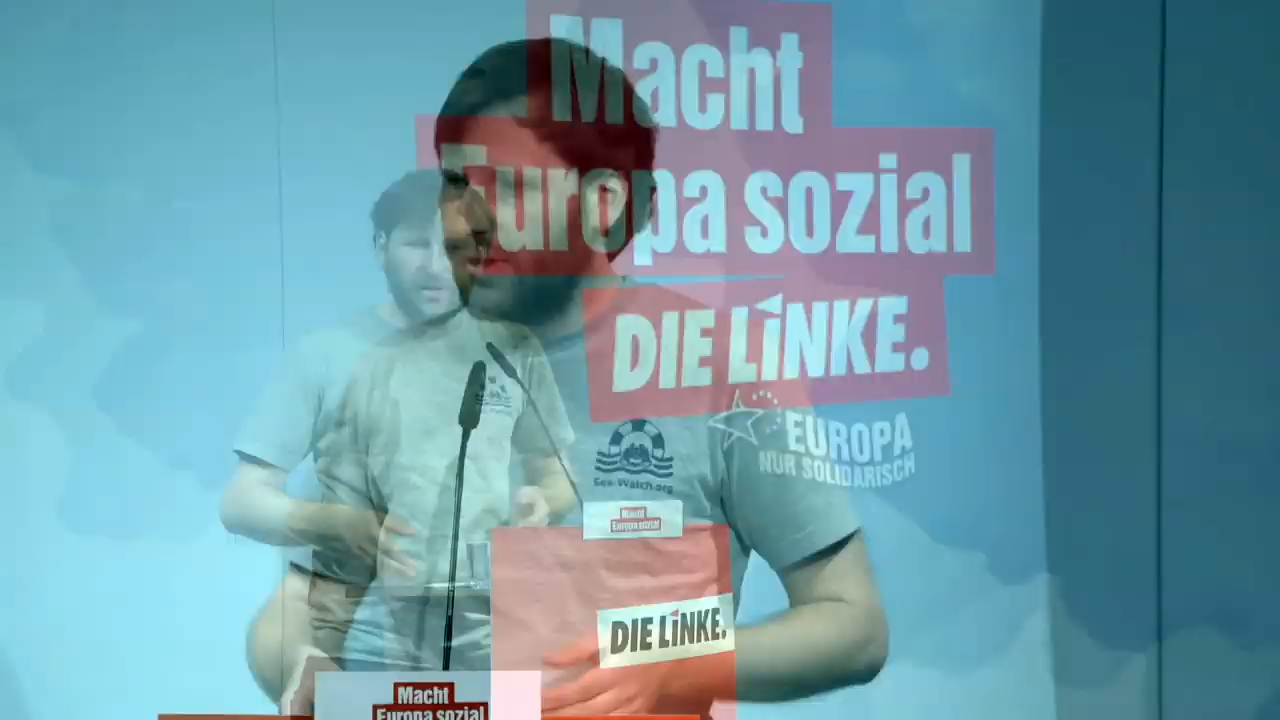 Macht
Europa sozial
DIE LINKE.
EUROPA
NUR SOLIDARISCH
Sea-Watch.org
Macht
Europa sozial
DIE LINKE.
Macht
Europa sozial